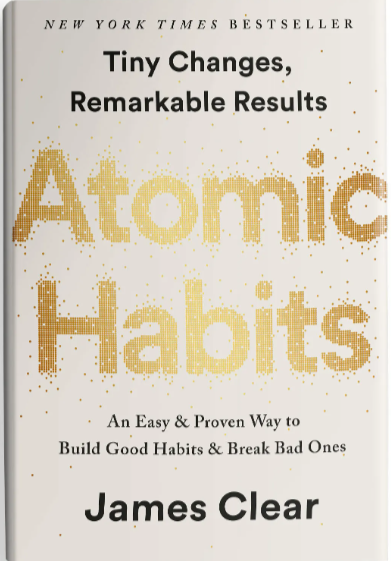 NEW YORK TIMES BESTSELLER
Tiny Changes,
Remarkable Results
Atomic
Habits
An Easy & Proven Way to
Build Good Habits & Break Bad Ones
James Clear